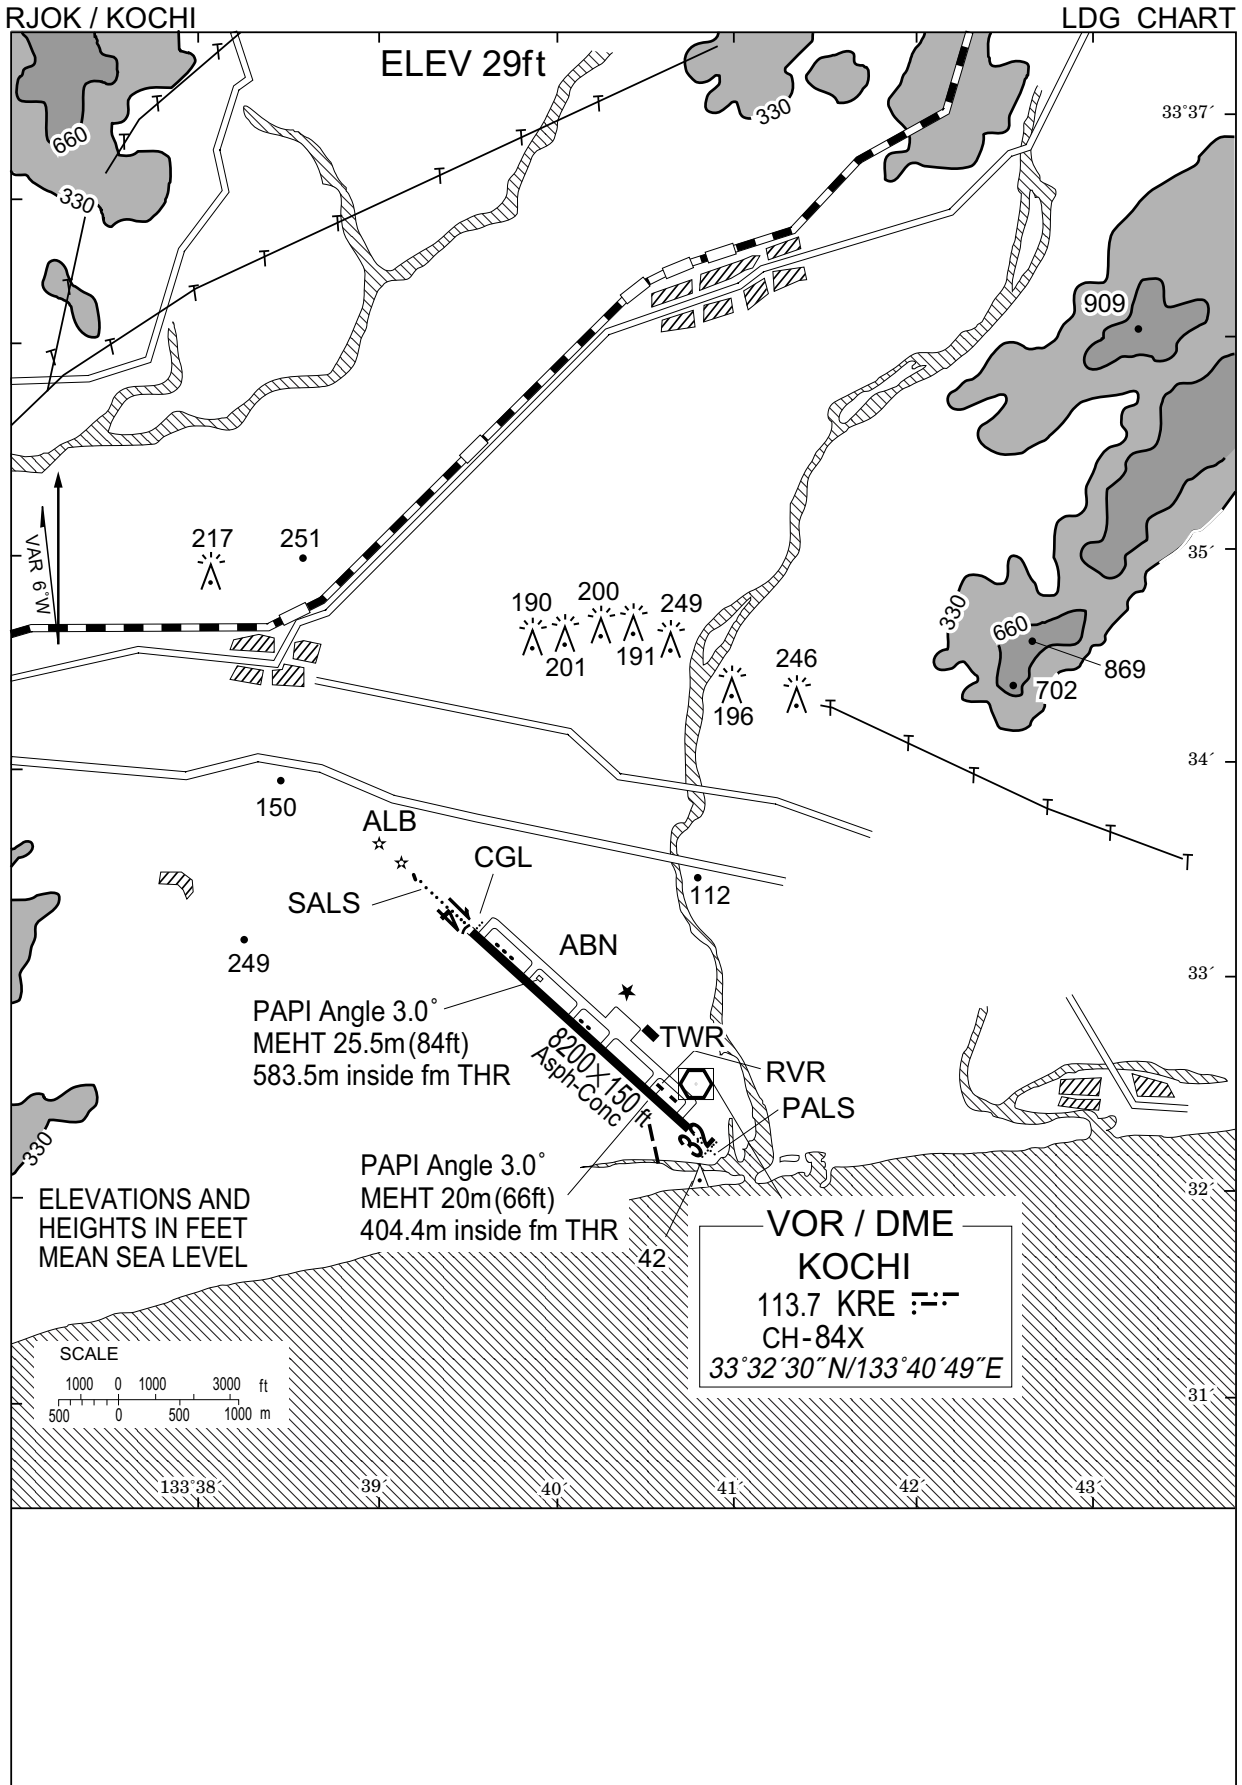 RJOK / KOCHI
LDG CHART
ELEV 29ft
33°37´
660
330
330
909
VAR 6°W
217
251
35´
190
200
249
201
191
196
246
330
660
869
702
34´
150
ALB
CGL
SALS
112
ABN
249
33´
PAPI Angle 3.0°
MEHT 25.5m(84ft)
583.5m inside fm THR
14
TWR
8200×150 ft
Asph-Conc
RVR
PALS
32
330
PAPI Angle 3.0°
MEHT 20m(66ft)
404.4m inside fm THR
42
32´
ELEVATIONS AND
HEIGHTS IN FEET
MEAN SEA LEVEL
VOR / DME
KOCHI
113.7 KRE
CH-84X
33°32´30″N/133°40´49″E
SCALE
1000 0 1000 3000 ft
500 0 500 1000 m
31´
133°38´ 39´ 40´ 41´ 42´ 43´